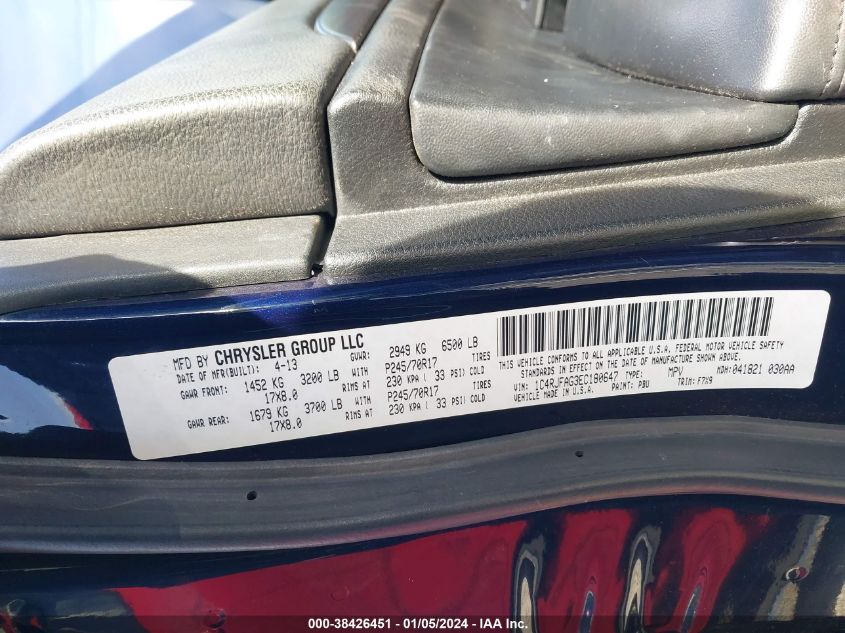 MFD BY CHRYSLER GROUP LLC
DATE OF MFR(BUILT): 4-13 GVWR: 2949 KG 6500 LB
GAWR FRONT: 1452 KG 3200 LB WITH P245/70R17 TIRES
17X8.0 RIMS AT 230 KPA ( 33 PSI) COLD
GAWR REAR: 1679 KG 3700 LB WITH P245/70R17 TIRES
17X8.0 RIMS AT 230 KPA ( 33 PSI) COLD
THIS VEHICLE CONFORMS TO ALL APPLICABLE U.S.A. FEDERAL MOTOR VEHICLE SAFETY
STANDARDS IN EFFECT ON THE DATE OF MANUFACTURE SHOWN ABOVE.
VIN: 1C4RJFAG3EC180647 TYPE: MPV MDH: 041821 030AA
VEHICLE MADE IN U.S.A. PAINT: PBU TRIM: F7X9
000-38426451 - 01/05/2024 - IAA Inc.